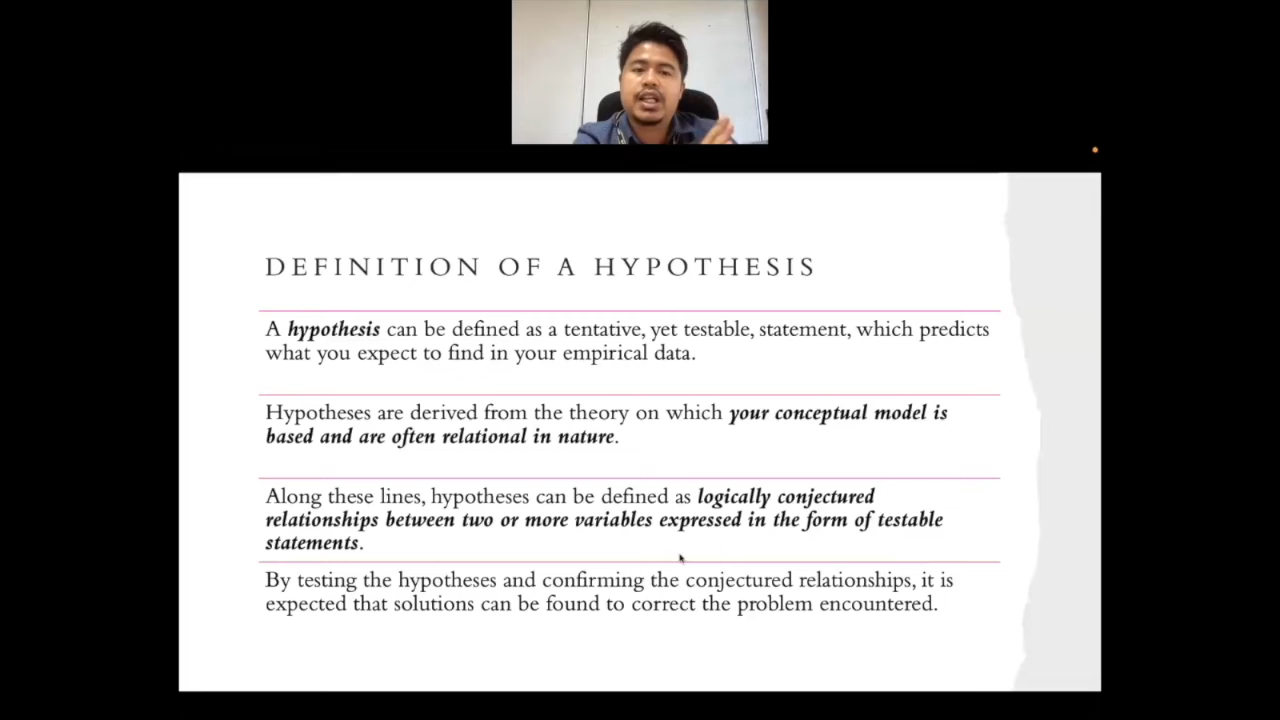 DEFINITION OF A HYPOTHESIS
A hypothesis can be defined as a tentative, yet testable, statement, which predicts
what you expect to find in your empirical data.
Hypotheses are derived from the theory on which your conceptual model is
based and are often relational in nature.
Along these lines, hypotheses can be defined as logically conjectured
relationships between two or more variables expressed in the form of testable
statements.
By testing the hypotheses and confirming the conjectured relationships, it is
expected that solutions can be found to correct the problem encountered.